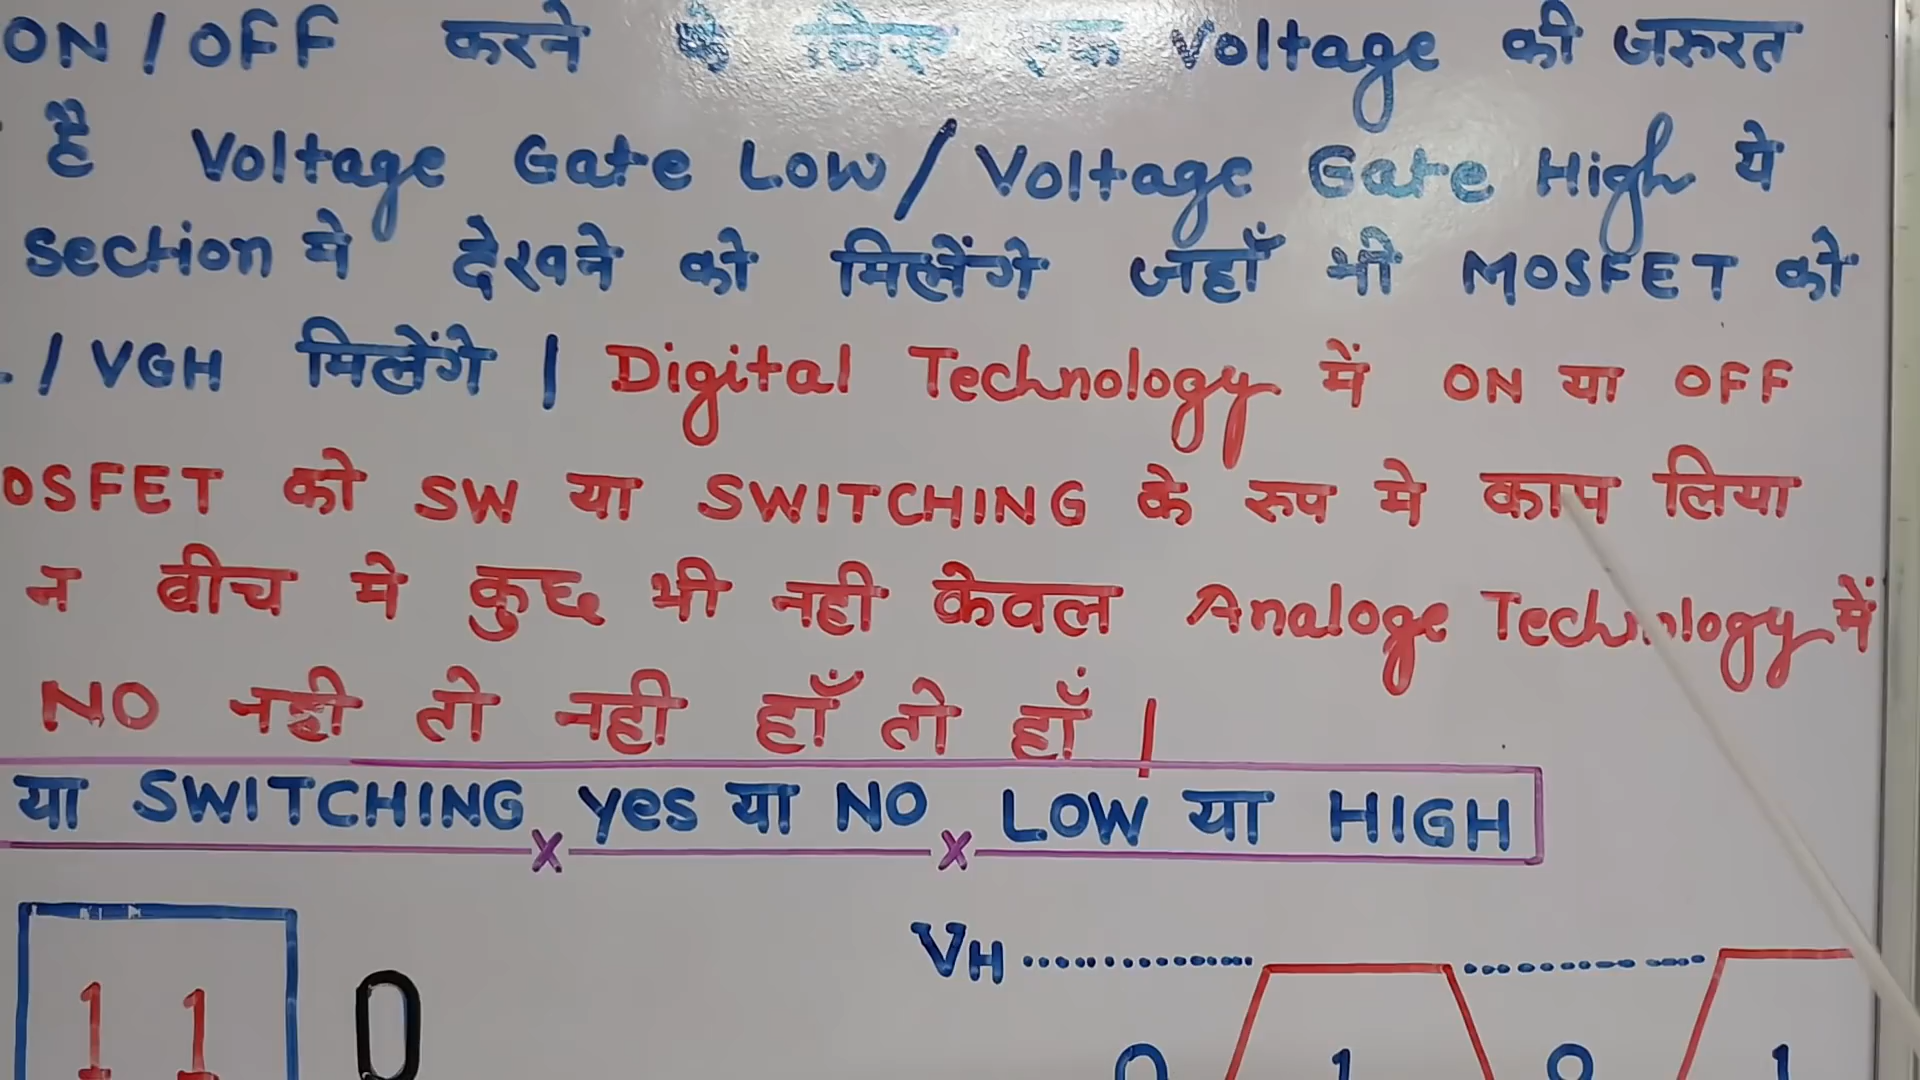 ON / OFF करने के लिए एक Voltage की जरुरत
है Voltage Gate Low / Voltage Gate High ये
Section मे देखने को मिलेंगे जहाँ भी MOSFET को
. / VGH मिलेंगे | Digital Technology में ON या OFF
OSFET को SW या SWITCHING के रुप मे काम लिया
न बीच मे कुछ भी नही केवल Analoge Technology में
NO नही तो नही हाँ तो हाँ |
या SWITCHING x yes या NO x LOW या HIGH
1 1 0
VH
0 1 0 1